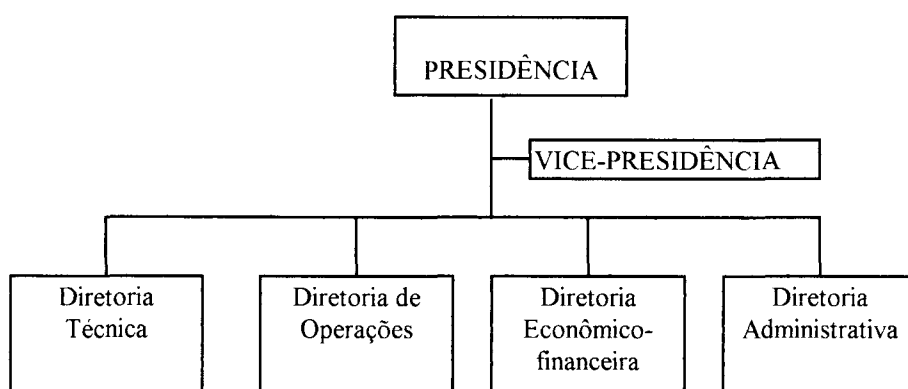 PRESIDÊNCIA
VICE-PRESIDÊNCIA
Diretoria
Técnica
Diretoria de
Operações
Diretoria
Econômico-
financeira
Diretoria
Administrativa